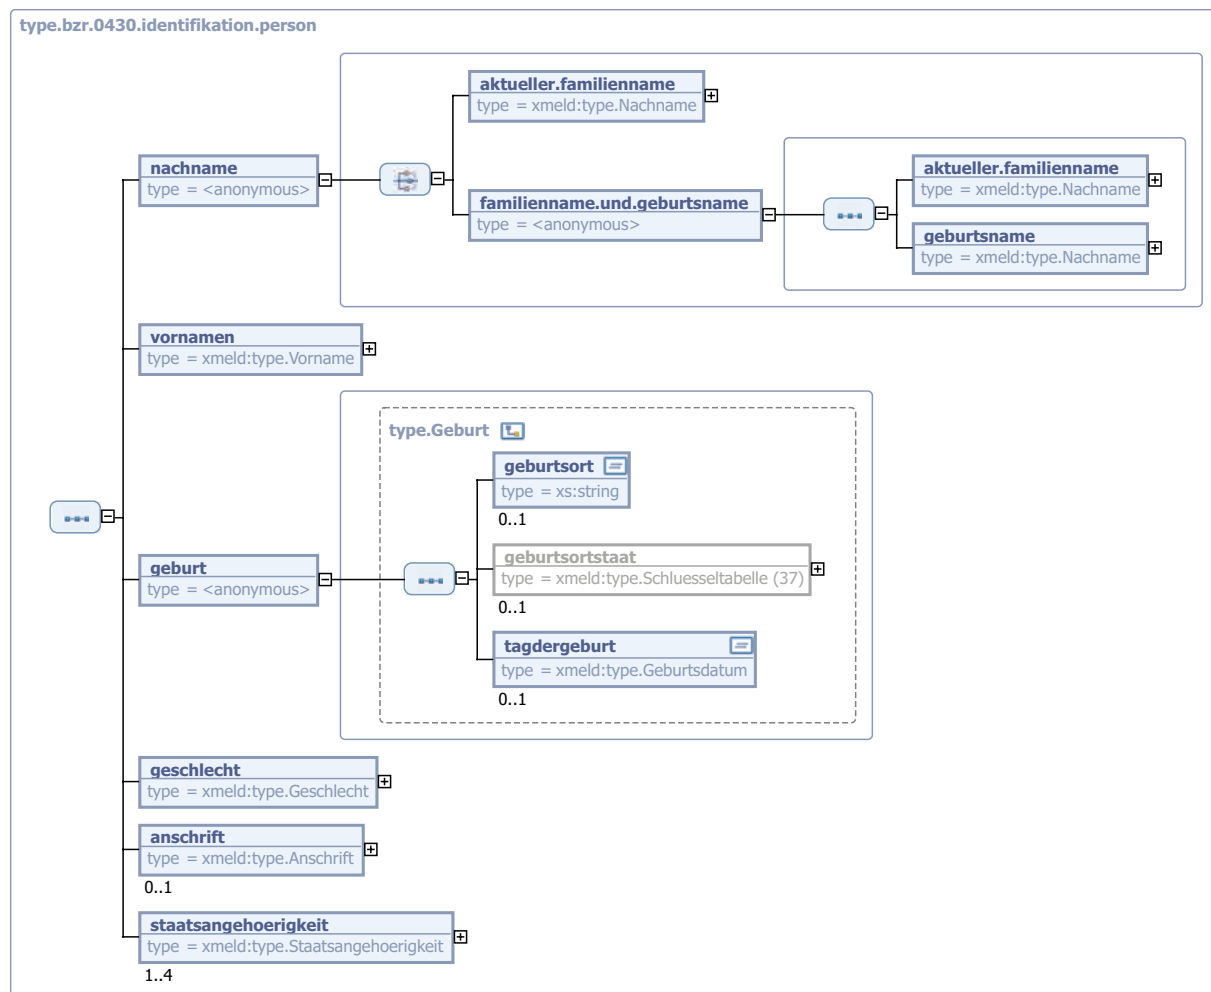 type.bzr.0430.identifikation.person
aktueller.familienname
type = xmeld:type.Nachname
nachname
type = <anonymous>
familienname.und.geburtsname
type = <anonymous>
aktueller.familienname
type = xmeld:type.Nachname
geburtsname
type = xmeld:type.Nachname
vornamen
type = xmeld:type.Vorname
type.Geburt
geburtsort
type = xs:string
0..1
geburt
type = <anonymous>
geburtsortstaat
type = xmeld:type.Schluesseltabelle (37)
0..1
tagdergeburt
type = xmeld:type.Geburtsdatum
0..1
geschlecht
type = xmeld:type.Geschlecht
anschrift
type = xmeld:type.Anschrift
0..1
staatsangehoerigkeit
type = xmeld:type.Staatsangehoerigkeit
1..4